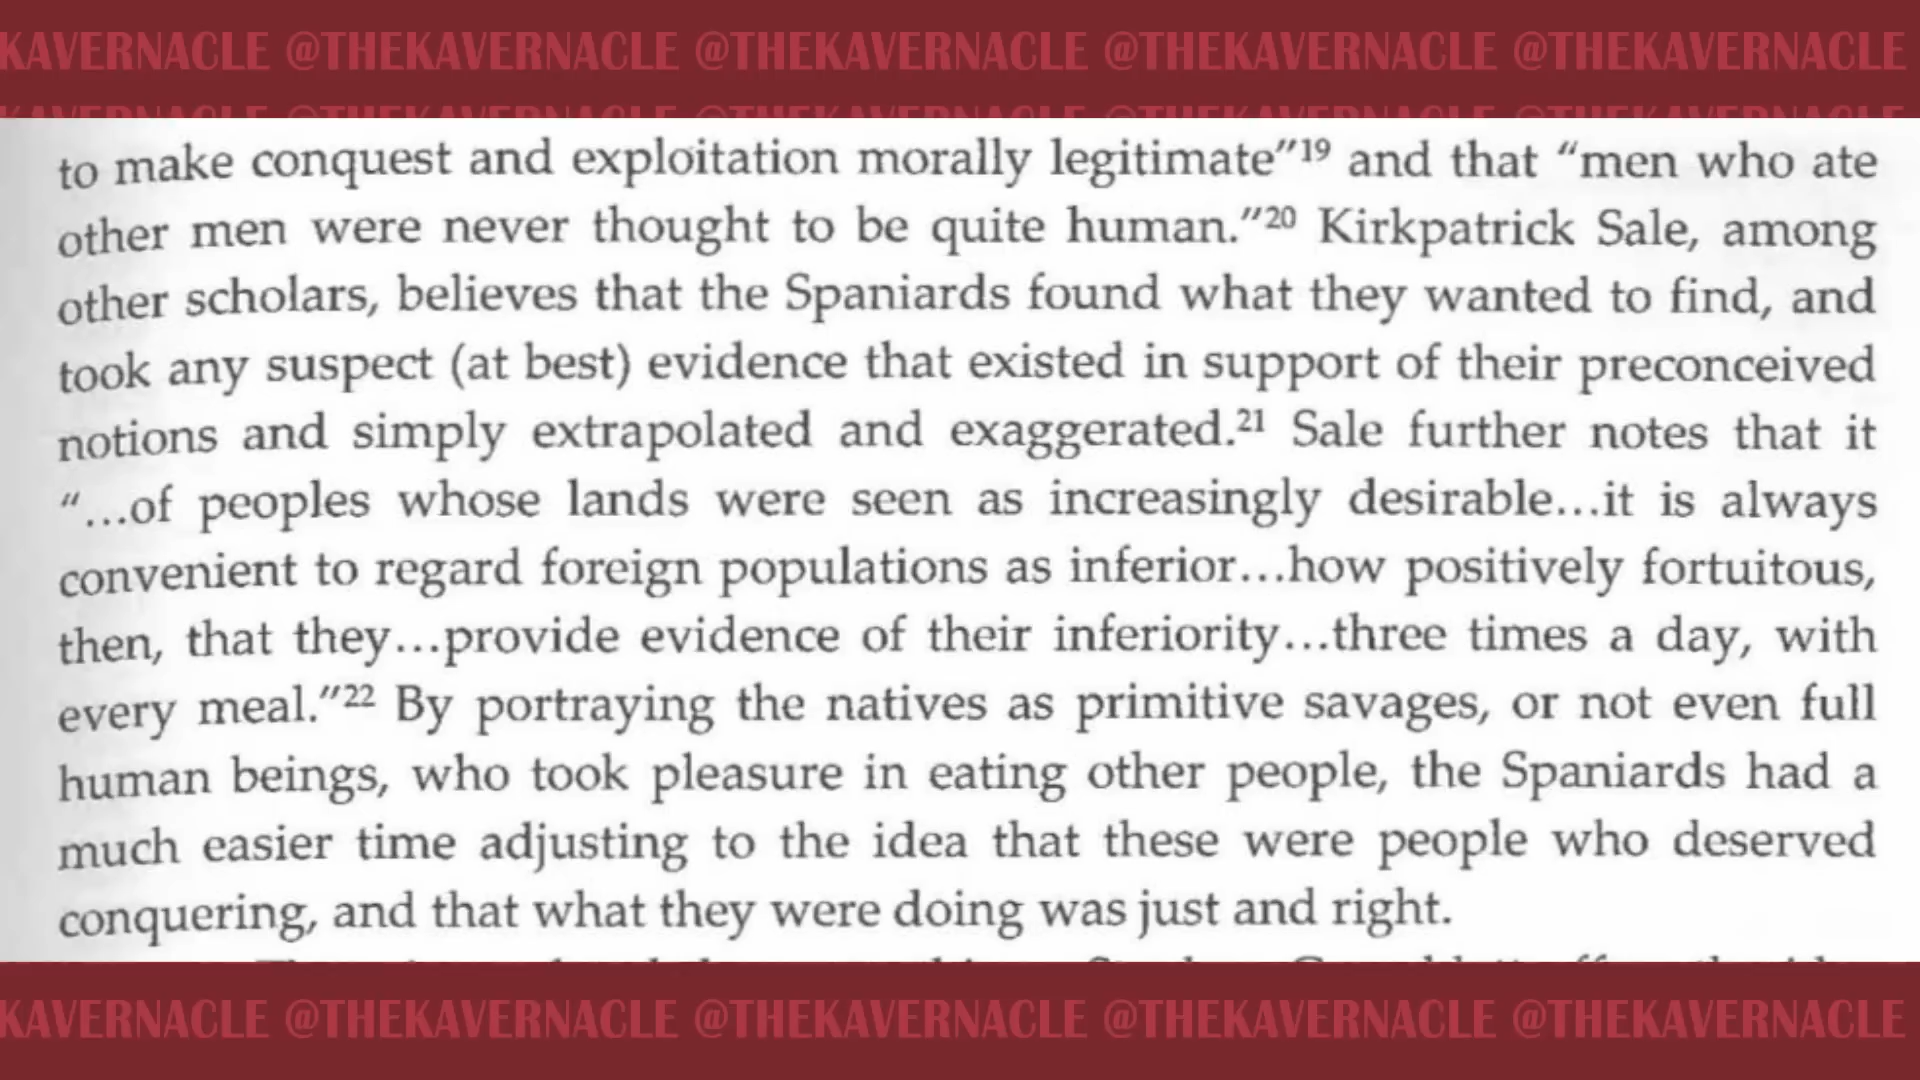 KAVERNACLE @THEKAVERNACLE @THEKAVERNACLE @THEKAVERNACLE @THEKAVERNACLE
KAVERNACLE @THEKAVERNACLE @THEKAVERNACLE @THEKAVERNACLE @THEKAVERNACLE
to make conquest and exploitation morally legitimate”19 and that “men who ate
other men were never thought to be quite human.”20 Kirkpatrick Sale, among
other scholars, believes that the Spaniards found what they wanted to find, and
took any suspect (at best) evidence that existed in support of their preconceived
notions and simply extrapolated and exaggerated.21 Sale further notes that it
“...of peoples whose lands were seen as increasingly desirable...it is always
convenient to regard foreign populations as inferior...how positively fortuitous,
then, that they...provide evidence of their inferiority...three times a day, with
every meal.”22 By portraying the natives as primitive savages, or not even full
human beings, who took pleasure in eating other people, the Spaniards had a
much easier time adjusting to the idea that these were people who deserved
conquering, and that what they were doing was just and right.
KAVERNACLE @THEKAVERNACLE @THEKAVERNACLE @THEKAVERNACLE @THEKAVERNACLE